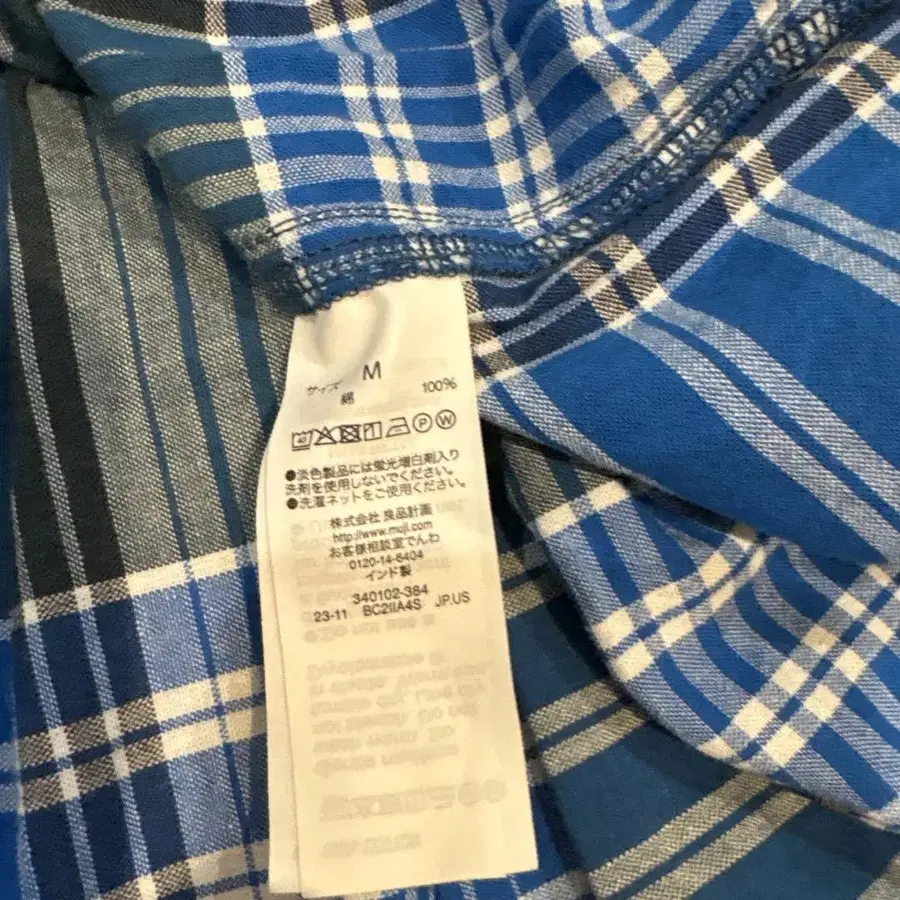 サイズ M
綿 100%
40 P W
●淡色製品には蛍光増白剤入り
洗剤を使用しないでください。
●洗濯ネットをご使用ください。
株式会社 良品計画
http://www.muji.com
お客様相談室でんわ
0120-14-6404
インド製
340102-384
23-11 BC2IIA4S JP,US